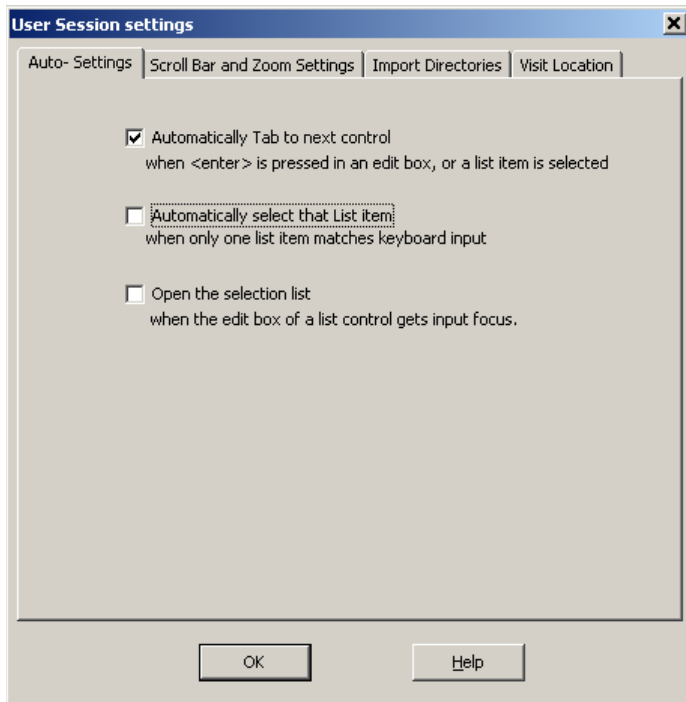 User Session settings
Auto- Settings
Scroll Bar and Zoom Settings
Import Directories
Visit Location
Automatically Tab to next control
when <enter> is pressed in an edit box, or a list item is selected
Automatically select that List item
when only one list item matches keyboard input
Open the selection list
when the edit box of a list control gets input focus.
OK
Help